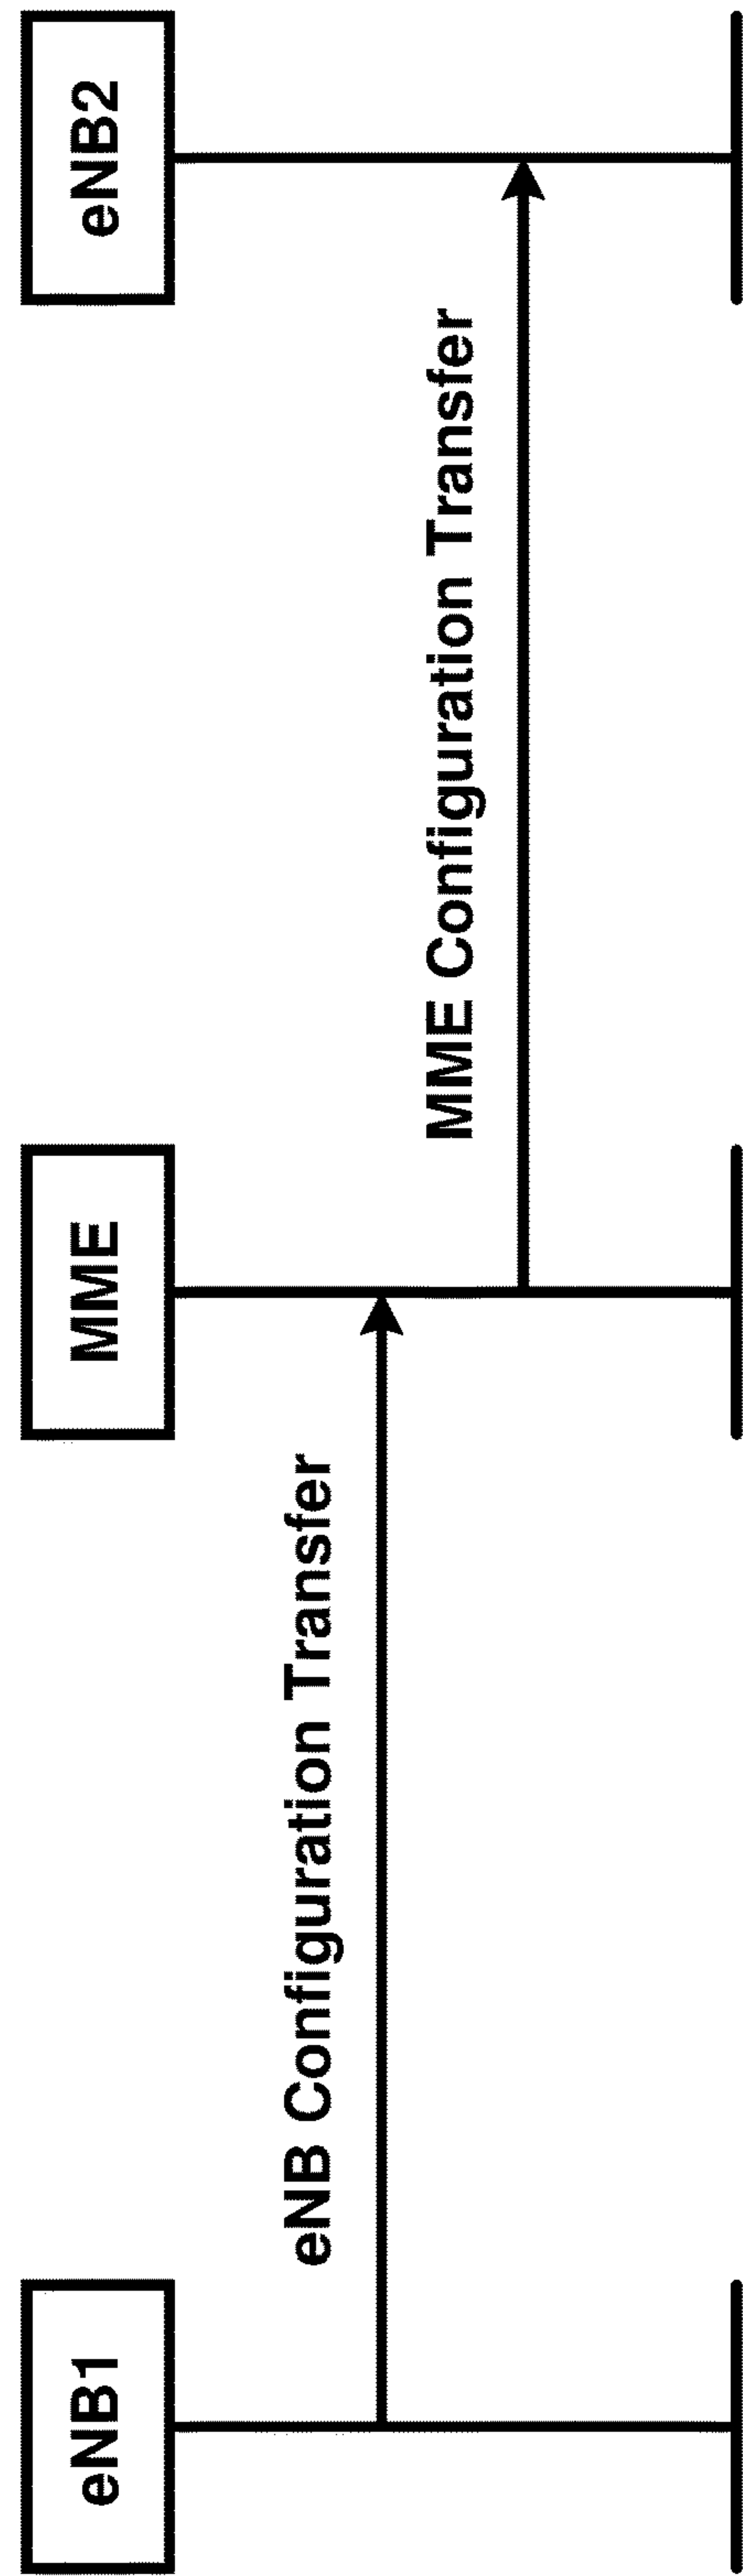 eNB1
MME
eNB2
eNB Configuration Transfer
MME Configuration Transfer